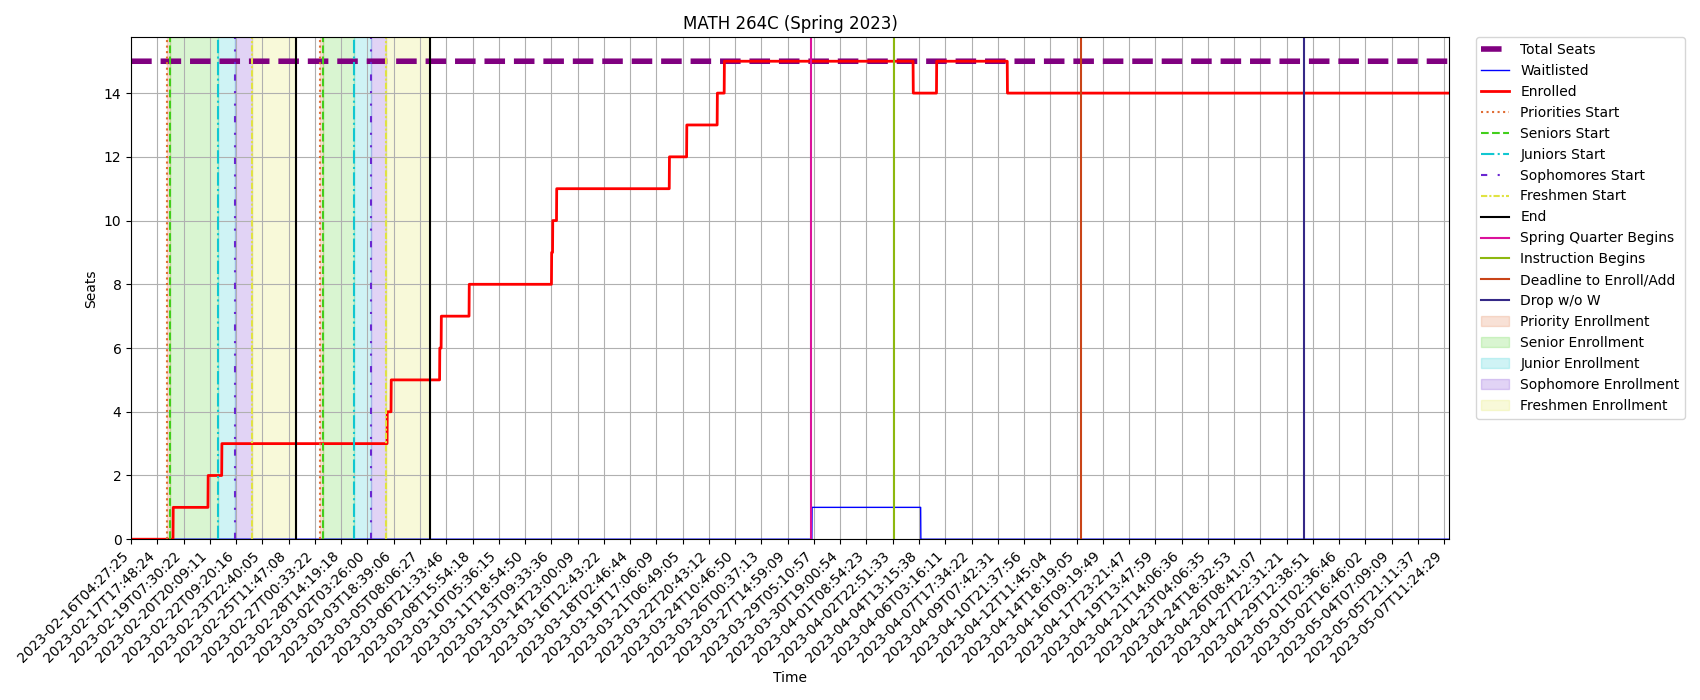 MATH 264C (Spring 2023)
Seats
14
12
10
8
6
4
2
0
2023-02-16T04:27:25
2023-02-17T17:48:24
2023-02-19T07:30:22
2023-02-20T20:09:11
2023-02-22T09:20:16
2023-02-23T22:40:05
2023-02-25T11:47:08
2023-02-27T00:33:22
2023-02-28T14:19:18
2023-03-02T03:26:00
2023-03-03T18:39:06
2023-03-05T08:06:27
2023-03-06T21:33:46
2023-03-08T15:54:18
2023-03-10T05:36:15
2023-03-11T18:54:50
2023-03-13T09:33:36
2023-03-14T23:00:09
2023-03-16T12:43:22
2023-03-18T02:46:44
2023-03-19T17:06:09
2023-03-21T06:49:05
2023-03-22T20:43:12
2023-03-24T10:46:50
2023-03-26T00:37:13
2023-03-27T14:59:09
2023-03-29T05:10:57
2023-03-30T19:00:54
2023-04-01T08:54:23
2023-04-02T22:51:33
2023-04-04T13:15:38
2023-04-06T03:16:11
2023-04-07T17:34:22
2023-04-09T07:42:31
2023-04-10T21:37:56
2023-04-12T11:45:04
2023-04-14T18:19:05
2023-04-16T09:19:49
2023-04-17T23:21:47
2023-04-19T13:47:59
2023-04-21T14:06:36
2023-04-23T04:06:35
2023-04-24T18:32:53
2023-04-26T08:41:07
2023-04-27T22:31:21
2023-04-29T12:38:51
2023-05-01T02:36:46
2023-05-02T16:46:02
2023-05-04T07:09:09
2023-05-05T21:11:37
2023-05-07T11:24:29
Time
Total Seats
Waitlisted
Enrolled
Priorities Start
Seniors Start
Juniors Start
Sophomores Start
Freshmen Start
End
Spring Quarter Begins
Instruction Begins
Deadline to Enroll/Add
Drop w/o W
Priority Enrollment
Senior Enrollment
Junior Enrollment
Sophomore Enrollment
Freshmen Enrollment